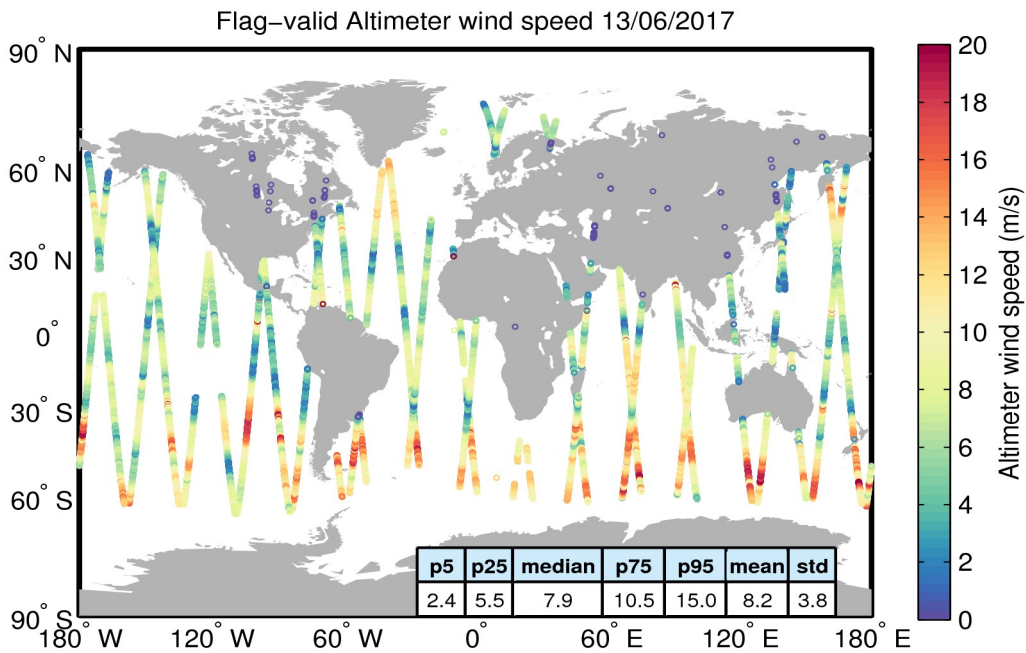 Flag−valid Altimeter wind speed 13/06/2017
90° N
60° N
30° N
0°
30° S
60° S
90° S
180° W
120° W
60° W
0°
60° E
120° E
180° E
p5 p25 median p75 p95 mean std
2.4 5.5 7.9 10.5 15.0 8.2 3.8
20
18
16
14
12
10
8
6
4
2
0
Altimeter wind speed (m/s)